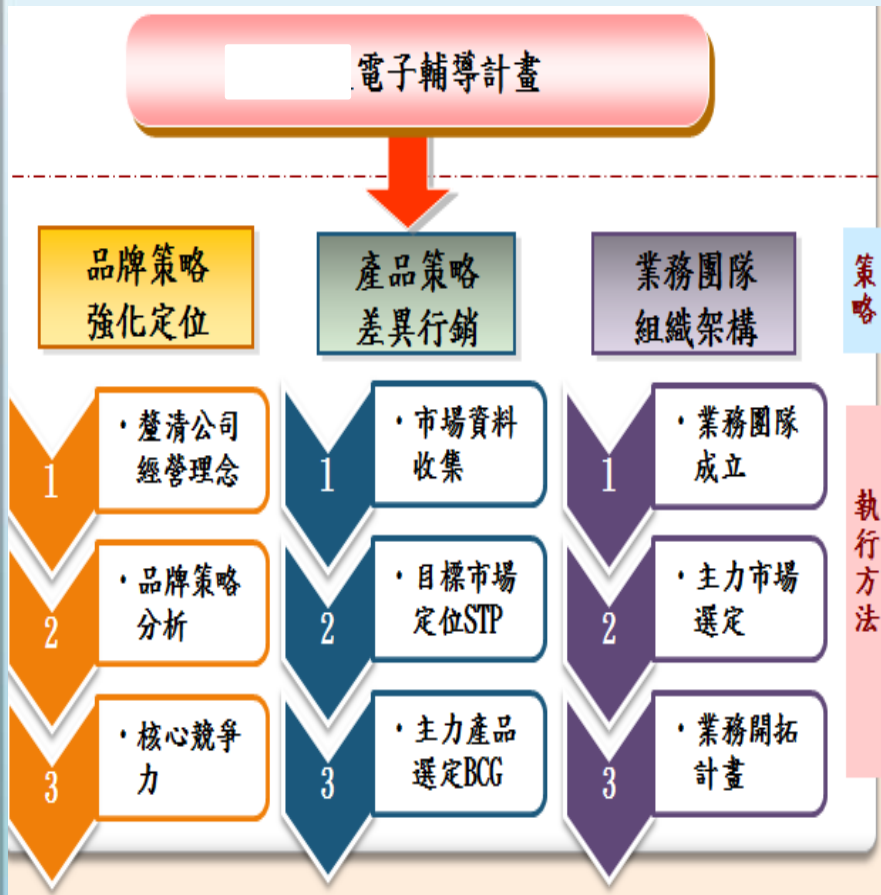 電子輔導計畫
品牌策略
強化定位
產品策略
差異行銷
業務團隊
組織架構
策略
1
・釐清公司
經營理念
2
・品牌策略
分析
3
・核心競爭
力
1
・市場資料
收集
2
・目標市場
定位STP
3
・主力產品
選定BCG
1
・業務團隊
成立
2
・主力市場
選定
3
・業務開拓
計畫
執行方法